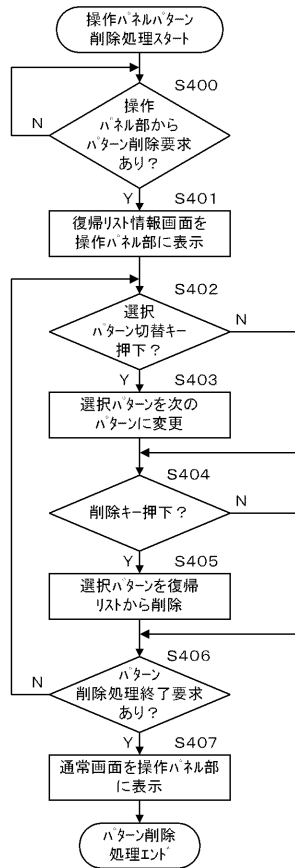 操作パネルパターン
削除処理スタート
S400
操作
パネル部から
パターン削除要求
あり？
N
Y
S401
復帰リスト情報画面を
操作パネル部に表示
S402
選択
パターン切替キー
押下？
N
Y
S403
選択パターンを次の
パターンに変更
S404
削除キー押下？
N
Y
S405
選択パターンを復帰
リストから削除
S406
パターン
削除処理終了要求
あり？
N
Y
S407
通常画面を操作パネル部
に表示
パターン削除
処理エンド